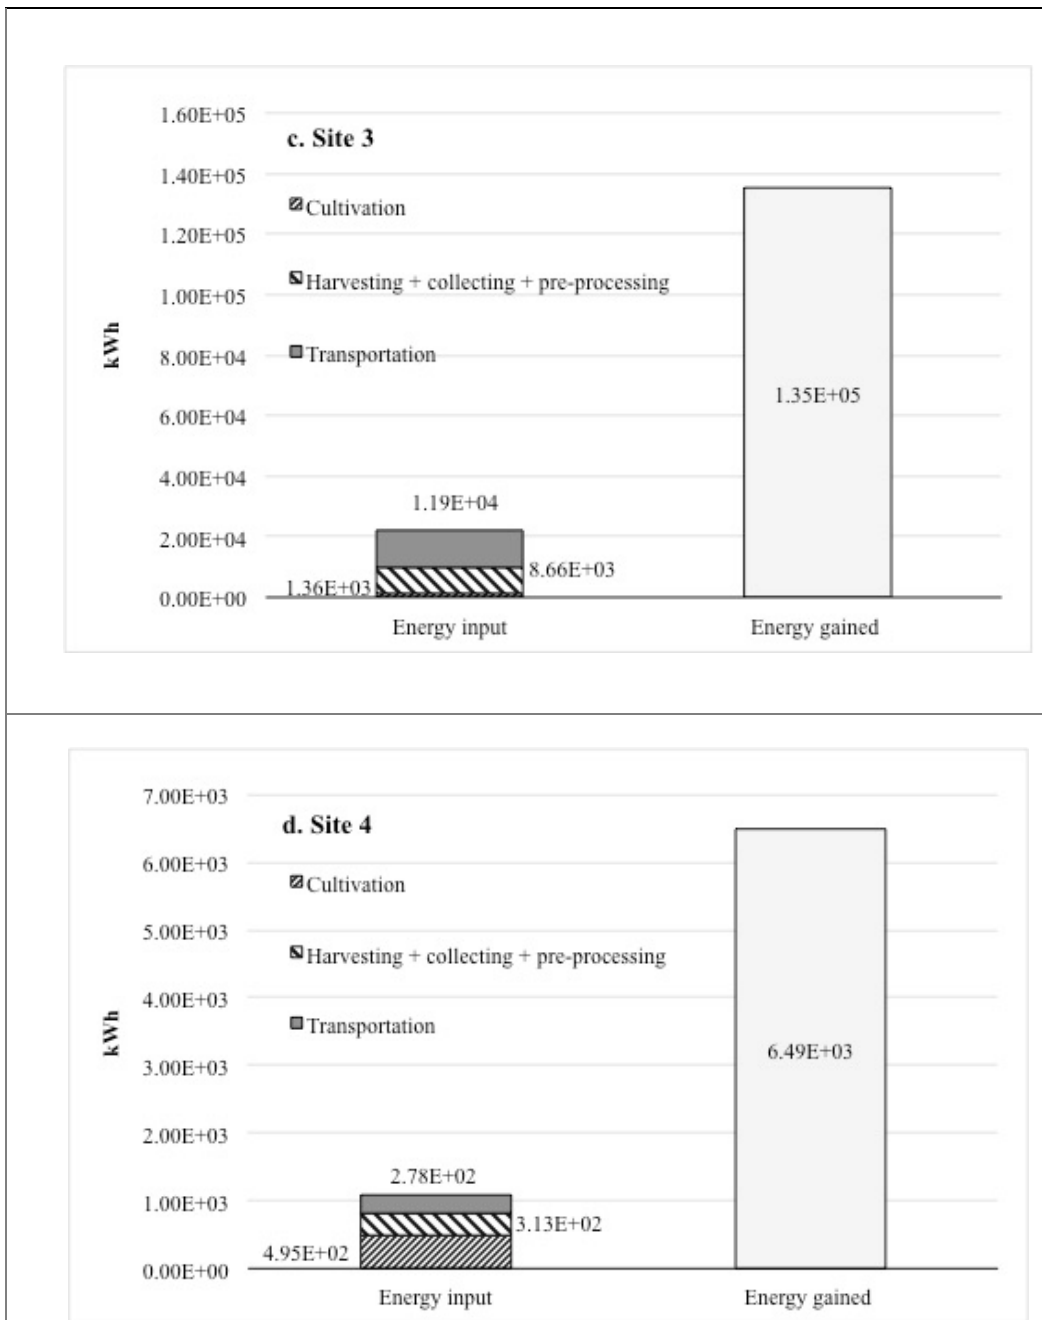 1.60E+05
c. Site 3
1.40E+05
Cultivation
1.20E+05
Harvesting + collecting + pre-processing
1.00E+05
kWh
Transportation
8.00E+04
1.35E+05
6.00E+04
4.00E+04
1.19E+04
2.00E+04
8.66E+03
1.36E+03
0.00E+00
Energy input
Energy gained
7.00E+03
d. Site 4
6.00E+03
Cultivation
5.00E+03
Harvesting + collecting + pre-processing
4.00E+03
kWh
Transportation
6.49E+03
3.00E+03
2.00E+03
2.78E+02
1.00E+03
3.13E+02
4.95E+02
0.00E+00
Energy input
Energy gained